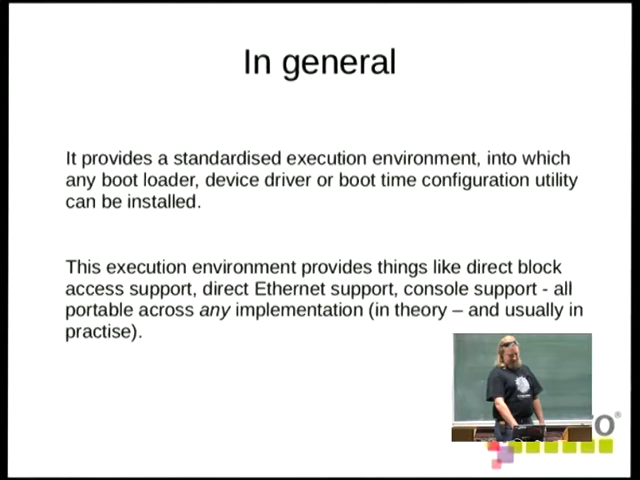 In general
It provides a standardised execution environment, into which
any boot loader, device driver or boot time configuration utility
can be installed.
This execution environment provides things like direct block
access support, direct Ethernet support, console support - all
portable across any implementation (in theory – and usually in
practise).